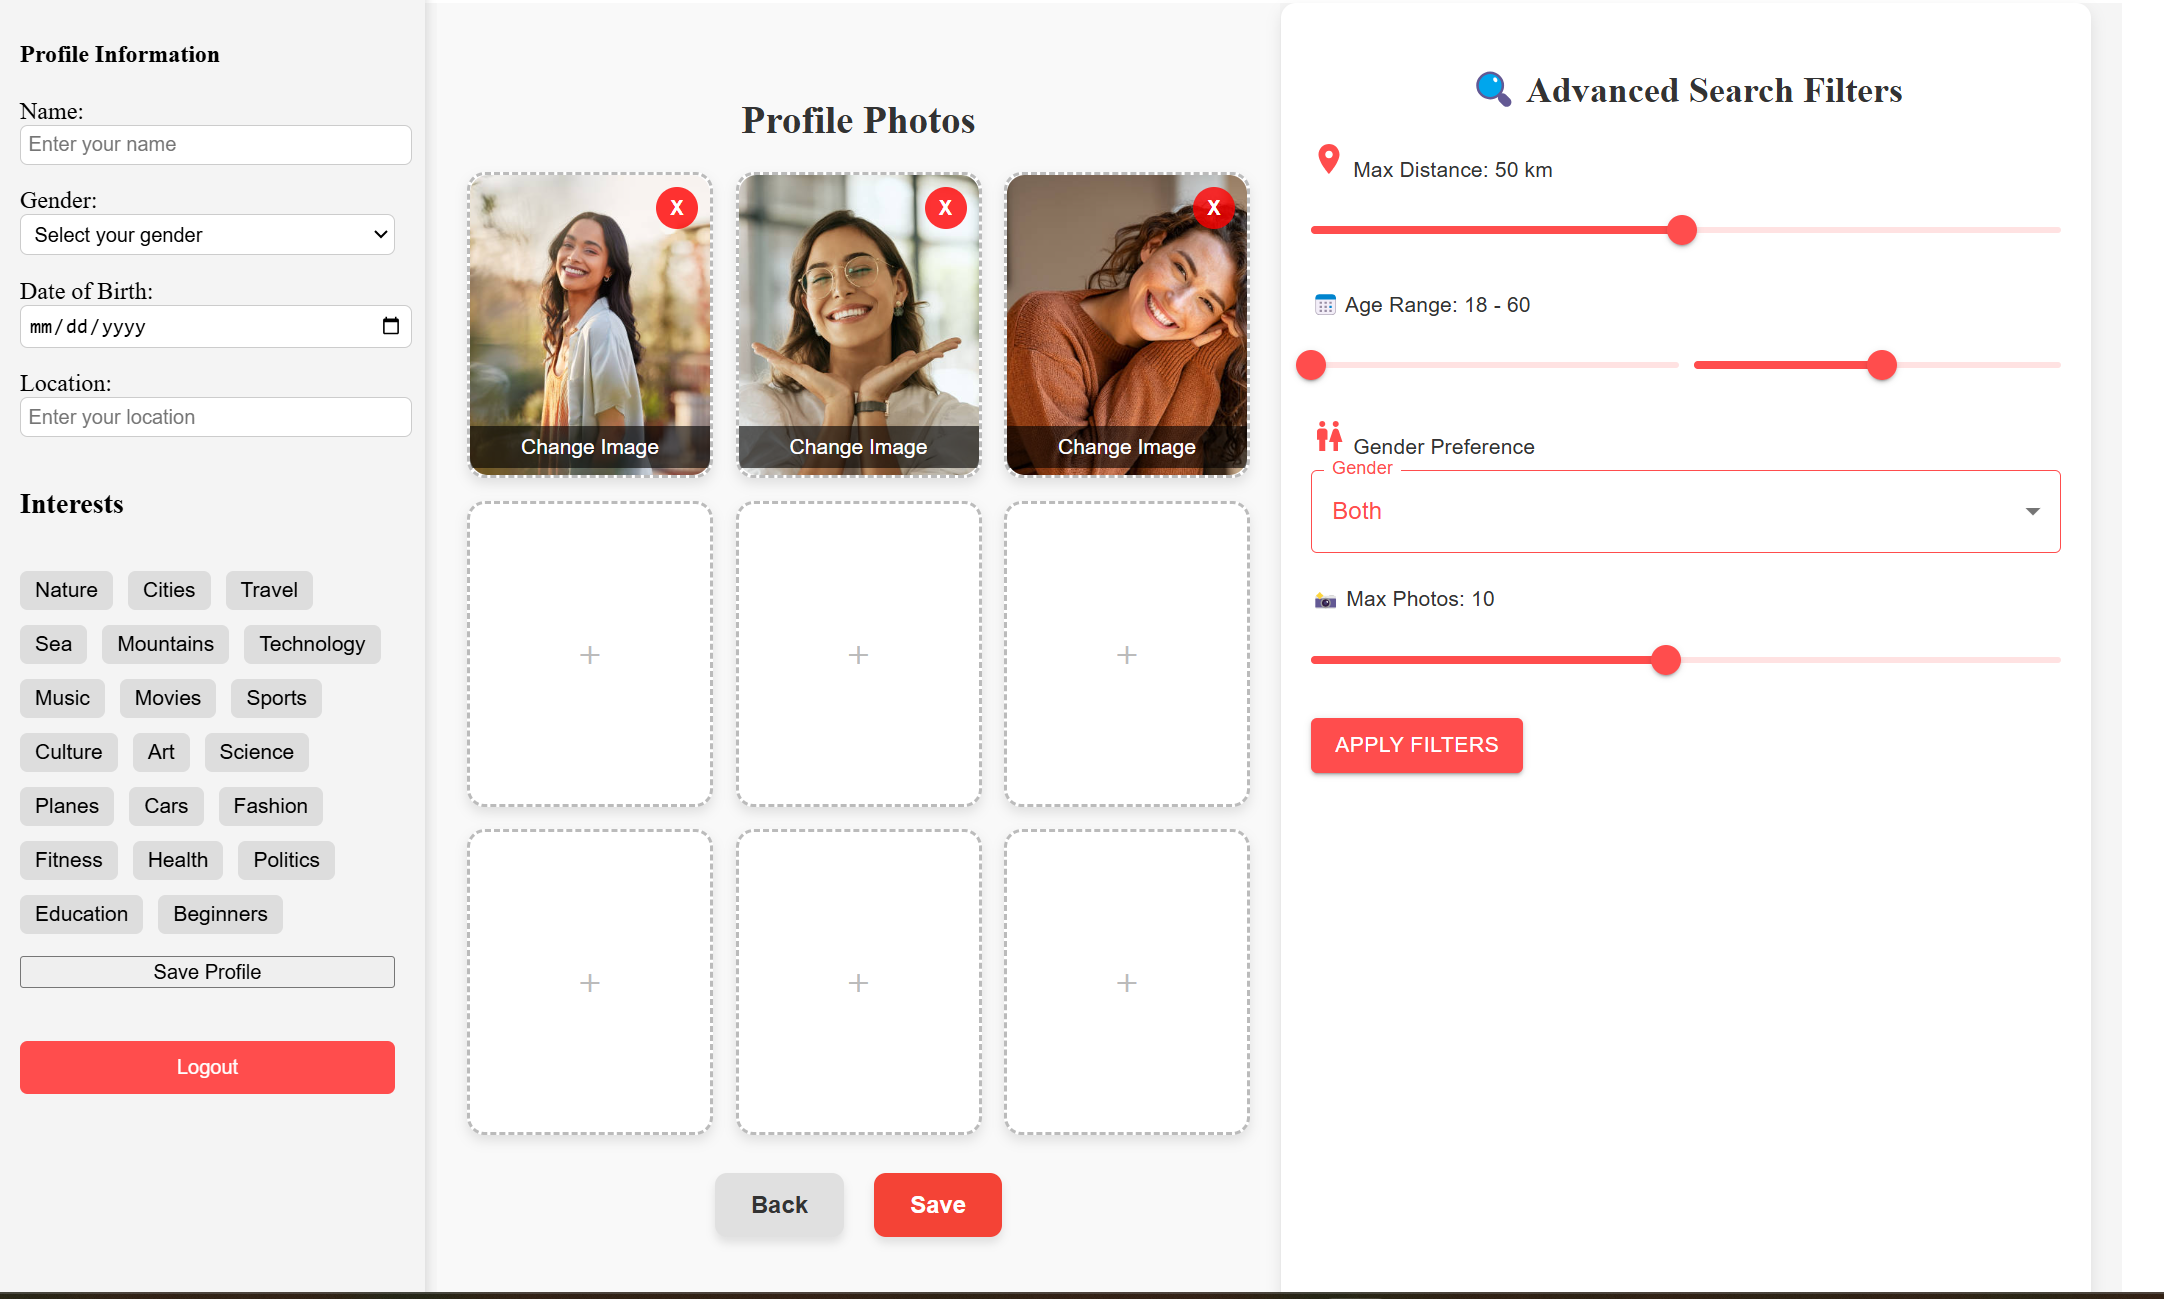 Profile Information
Name:
Enter your name
Gender:
Select your gender
Date of Birth:
mm/dd/yyyy
Location:
Enter your location
Interests
Nature Cities Travel
Sea Mountains Technology
Music Movies Sports
Culture Art Science
Planes Cars Fashion
Fitness Health Politics
Education Beginners
Save Profile
Logout
Profile Photos
X X X
Change Image Change Image Change Image
+ + +
+ + +
Back Save
Advanced Search Filters
Max Distance: 50 km
Age Range: 18 - 60
Gender Preference
Gender
Both
Max Photos: 10
APPLY FILTERS